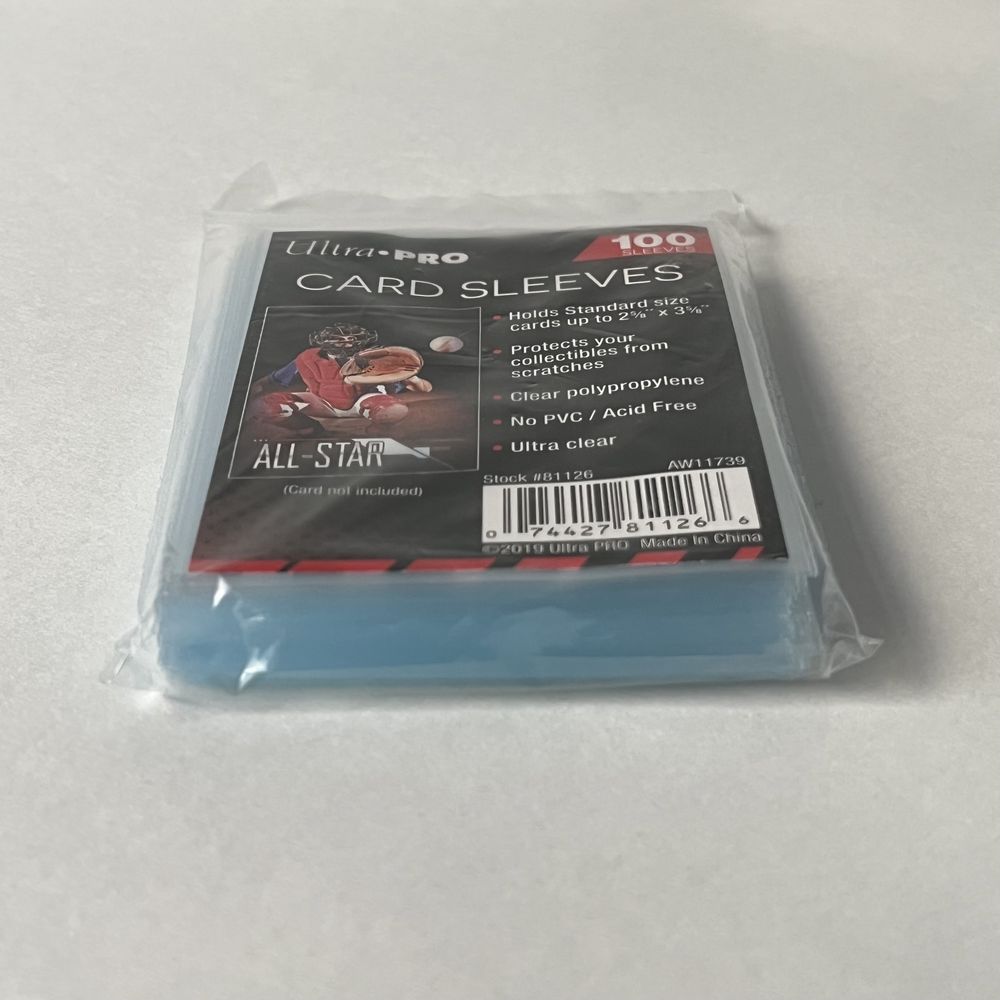 Ultra•PRO
100
SLEEVES
CARD SLEEVES
• Holds Standard size
cards up to 2⅝" x 3⅝"
• Protects your
collectibles from
scratches
• Clear polypropylene
• No PVC / Acid Free
• Ultra clear
ALL-STAR
(Card not included)
Stock #81126
AW11739
0 74427 81126 6
©2019 Ultra PRO Made In China